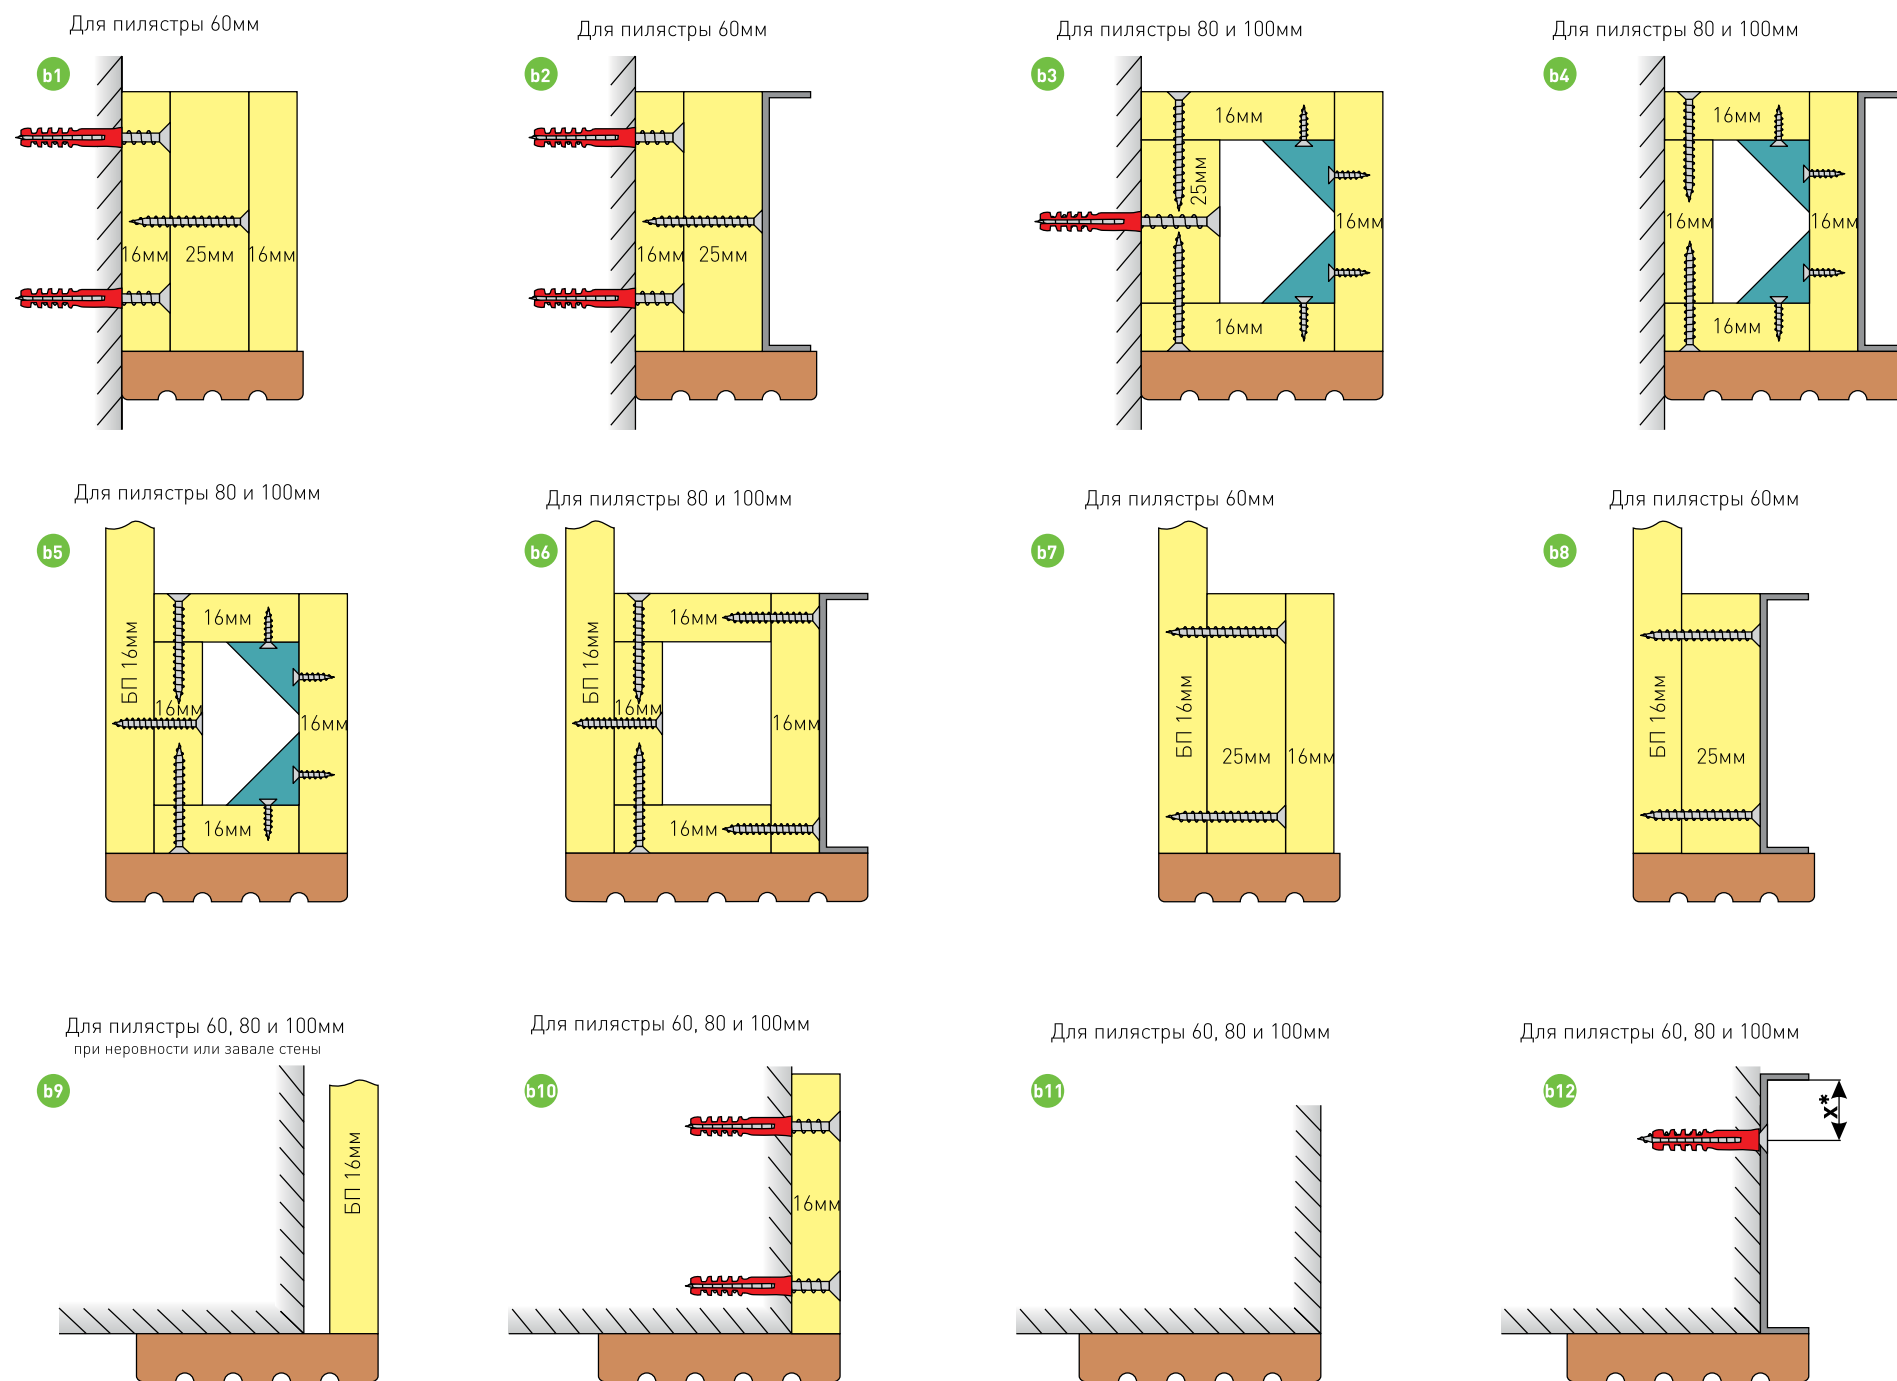 Для пилястры 60мм
b1
16мм 25мм 16мм
Для пилястры 60мм
b2
16мм 25мм
Для пилястры 80 и 100мм
b3
16мм
25мм
16мм
16мм
Для пилястры 80 и 100мм
b4
16мм
16мм 16мм
16мм
Для пилястры 80 и 100мм
b5
БП 16мм
16мм
16мм
16мм
16мм
Для пилястры 80 и 100мм
b6
БП 16мм
16мм
16мм
16мм
16мм
Для пилястры 60мм
b7
БП 16мм
25мм 16мм
Для пилястры 60мм
b8
БП 16мм
25мм
Для пилястры 60, 80 и 100мм
при неровности или завале стены
b9
БП 16мм
Для пилястры 60, 80 и 100мм
b10
16мм
Для пилястры 60, 80 и 100мм
b11
Для пилястры 60, 80 и 100мм
b12
x*